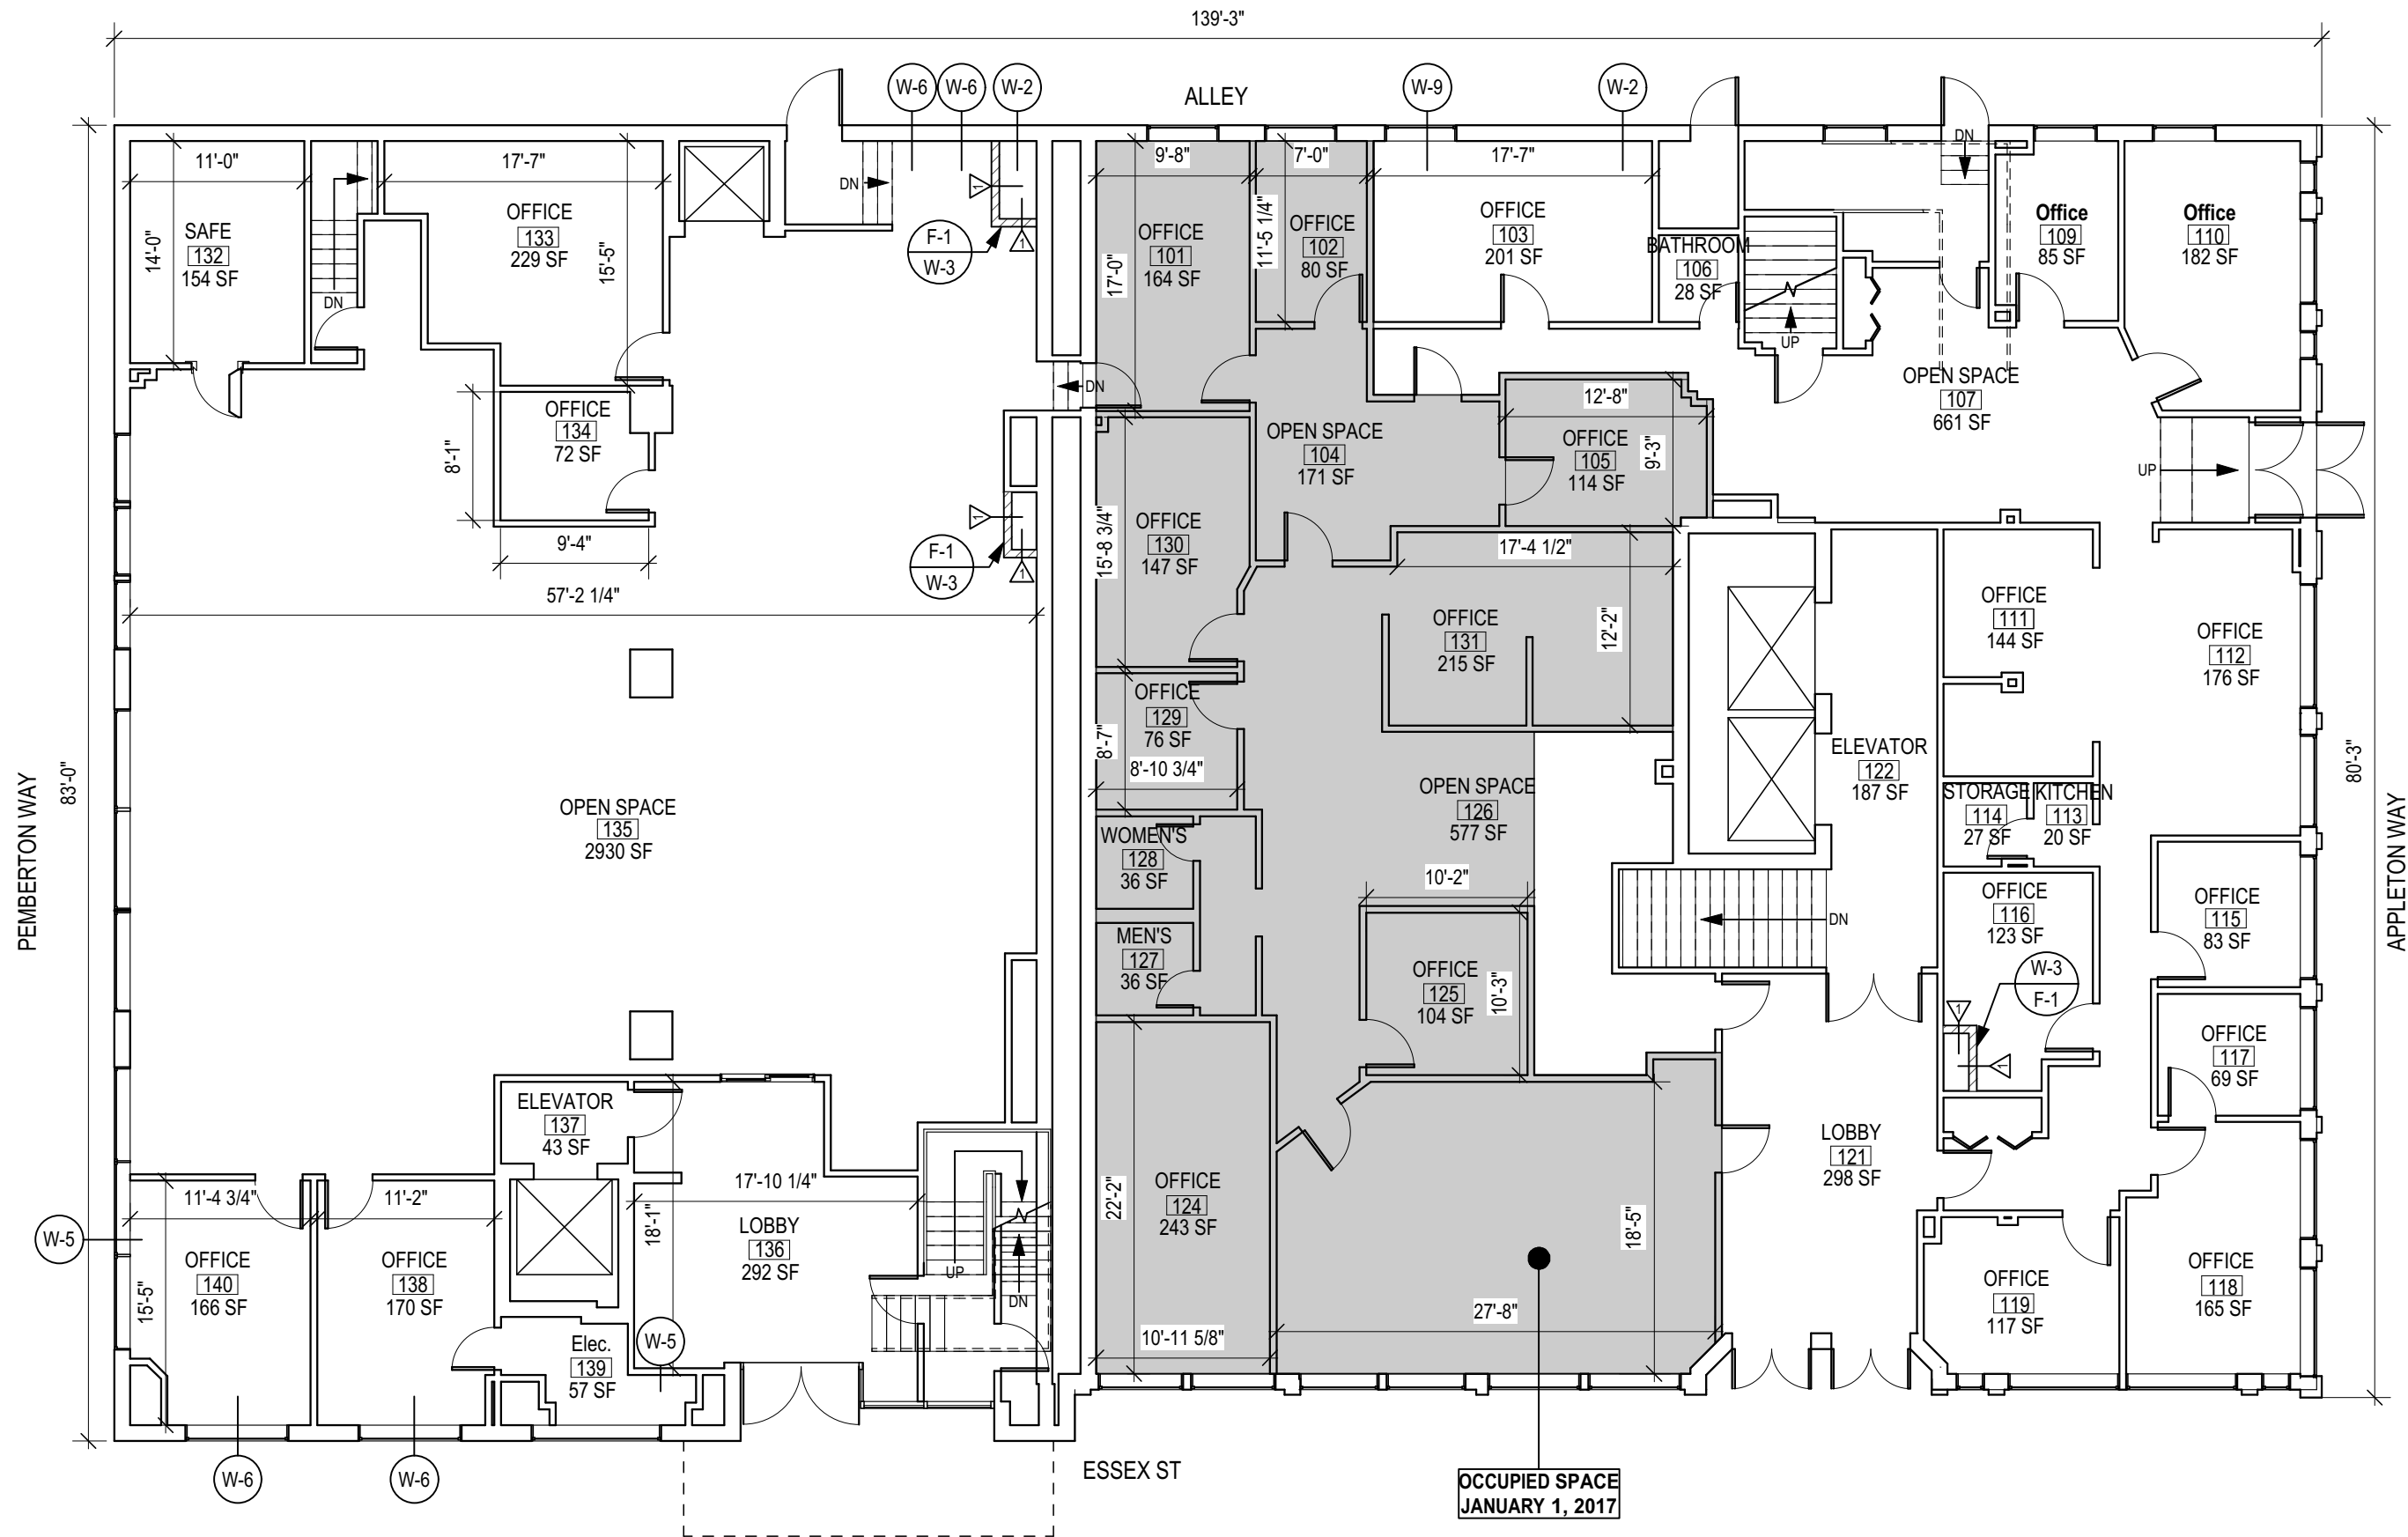 139'-3"
ALLEY
W-6
W-6
W-2
W-9
W-2
11'-0"
17'-7"
9'-8"
7'-0"
17'-7"
DN
DN
SAFE
132
154 SF
14'-0"
DN
OFFICE
133
229 SF
15'-5"
F-1
W-3
1
1
OFFICE
101
164 SF
17'-0"
OFFICE
102
80 SF
11'-5 1/4"
OFFICE
103
201 SF
BATHROOM
106
28 SF
UP
Office
109
85 SF
Office
110
182 SF
OPEN SPACE
107
661 SF
DN
OFFICE
134
72 SF
8'-1"
9'-4"
57'-2 1/4"
F-1
W-3
1
1
OPEN SPACE
104
171 SF
12'-8"
OFFICE
105
114 SF
9'-3"
UP
OFFICE
130
147 SF
15'-8 3/4"
17'-4 1/2"
OFFICE
131
215 SF
12'-2"
OFFICE
111
144 SF
OFFICE
112
176 SF
OFFICE
129
76 SF
8'-7"
8'-10 3/4"
PEMBERTON WAY
83'-0"
OPEN SPACE
135
2930 SF
OPEN SPACE
126
577 SF
ELEVATOR
122
187 SF
STORAGE
114
27 SF
KITCHEN
113
20 SF
80'-3"
APPLETON WAY
WOMEN'S
128
36 SF
10'-2"
DN
OFFICE
116
123 SF
OFFICE
115
83 SF
MEN'S
127
36 SF
OFFICE
125
104 SF
10'-3"
W-3
F-1
1
1
OFFICE
117
69 SF
ELEVATOR
137
43 SF
LOBBY
121
298 SF
11'-4 3/4"
11'-2"
17'-10 1/4"
18'-1"
OFFICE
124
243 SF
22'-2"
18'-5"
W-5
OFFICE
140
166 SF
15'-5"
OFFICE
138
170 SF
LOBBY
136
292 SF
UP
DN
OFFICE
119
117 SF
OFFICE
118
165 SF
27'-8"
10'-11 5/8"
Elec.
139
57 SF
W-5
W-6
W-6
ESSEX ST
OCCUPIED SPACE
JANUARY 1, 2017